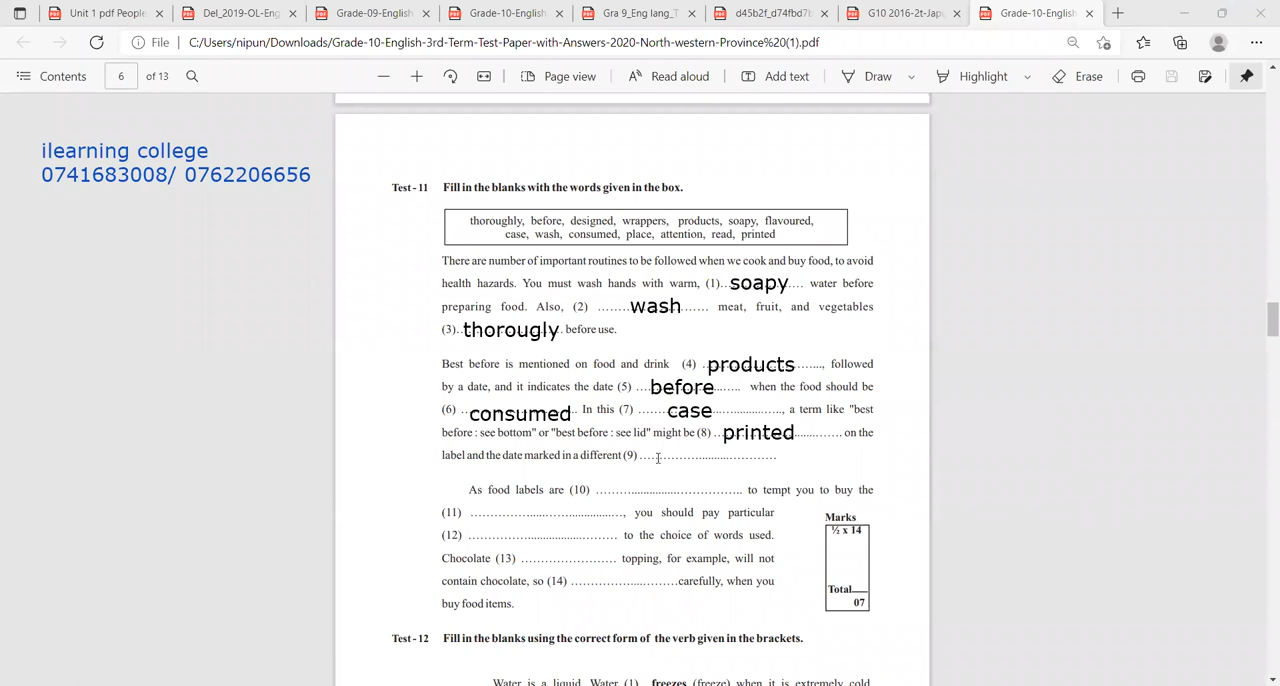 Unit 1 pdf People
Del_2019-OL-Eng
Grade-09-English
Grade-10-English
Gra 9_Eng lang_T
d45b2f_d74fbd7b
G10 2016-2t-Jap
Grade-10-English
File C:/Users/nipun/Downloads/Grade-10-English-3rd-Term-Test-Paper-with-Answers-2020-North-western-Province%20(1).pdf
Contents 6 of 13 Page view Read aloud Add text Draw Highlight Erase
ilearning college
0741683008/ 0762206656
Test - 11 Fill in the blanks with the words given in the box.
thoroughly, before, designed, wrappers, products, soapy, flavoured,
case, wash, consumed, place, attention, read, printed
There are number of important routines to be followed when we cook and buy food, to avoid
health hazards. You must wash hands with warm, (1)...soapy.... water before
preparing food. Also, (2) ......wash...... meat, fruit, and vegetables
(3)..thorougly.. before use.
Best before is mentioned on food and drink (4) ..products......, followed
by a date, and it indicates the date (5) ...before..... when the food should be
(6) ..consumed.. In this (7) ......case............, a term like "best
before : see bottom" or "best before : see lid" might be (8) ..printed.......... on the
label and the date marked in a different (9) ..............................
As food labels are (10) .................................. to tempt you to buy the
(11) ...................................., you should pay particular
(12) .................................. to the choice of words used.
Chocolate (13) ........................ topping, for example, will not
contain chocolate, so (14) ..........................carefully, when you
buy food items.
Marks
½ x 14
Total
07
Test - 12 Fill in the blanks using the correct form of the verb given in the brackets.
Water is a liquid. Water (1) freezes (freeze) when it is extremely cold